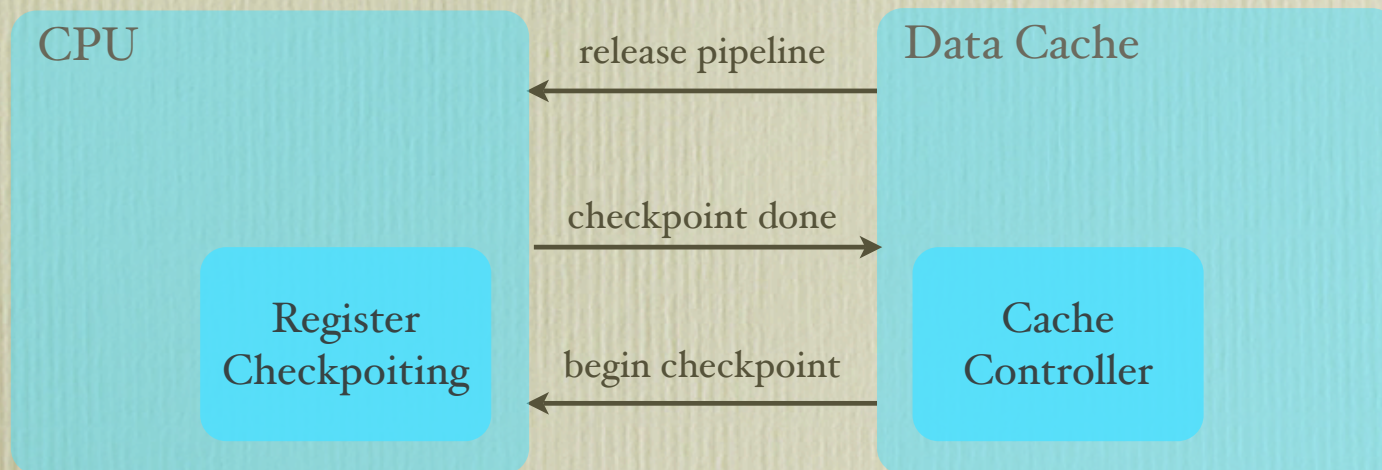 CPU
release pipeline
Data Cache
checkpoint done
Register
Checkpoiting
begin checkpoint
Cache
Controller